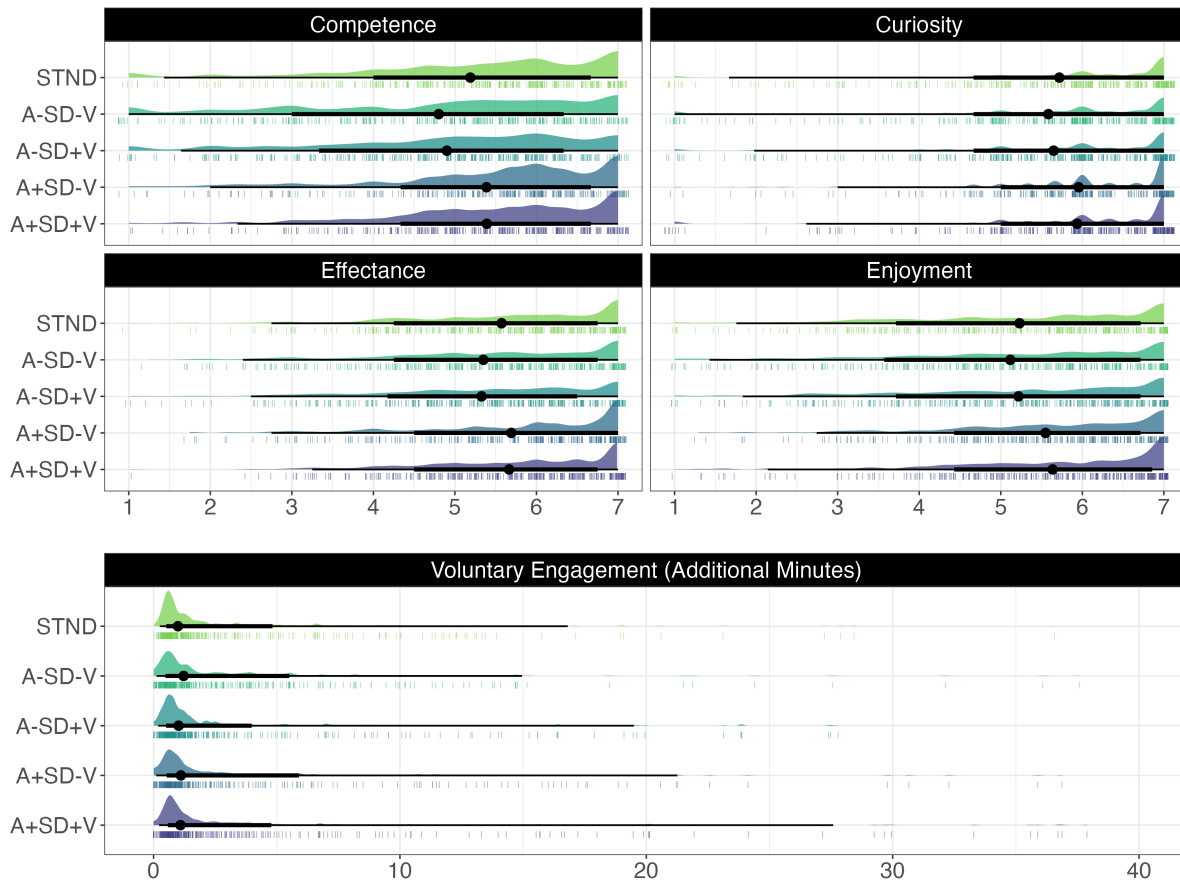 Competence Curiosity
STND
A-SD-V
A-SD+V
A+SD-V
A+SD+V
Effectance Enjoyment
STND
A-SD-V
A-SD+V
A+SD-V
A+SD+V
1 2 3 4 5 6 7 1 2 3 4 5 6 7
Voluntary Engagement (Additional Minutes)
STND
A-SD-V
A-SD+V
A+SD-V
A+SD+V
0 10 20 30 40